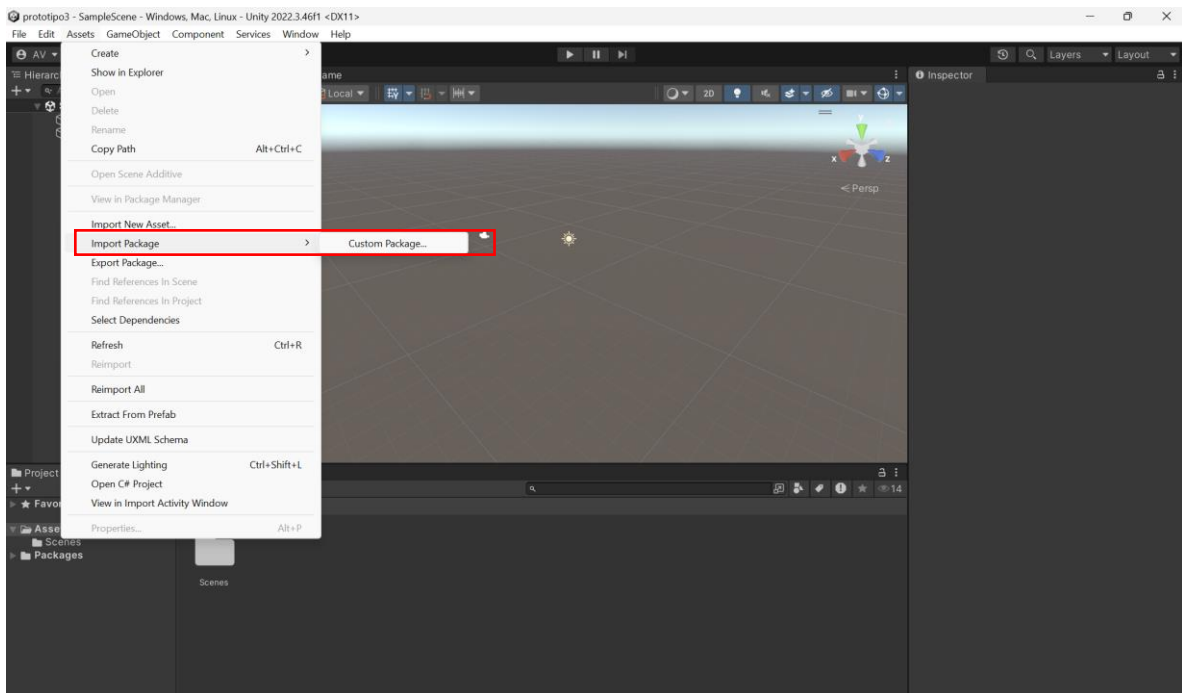 prototipo3 - SampleScene - Windows, Mac, Linux - Unity 2022.3.46f1 <DX11>
File Edit Assets GameObject Component Services Window Help
AV
Layers Layout
Hierarc
ame
Inspector
Local
2D
Create
Show in Explorer
Open
Delete
Rename
Copy Path Alt+Ctrl+C
Open Scene Additive
View in Package Manager
Import New Asset...
Import Package
Custom Package...
Export Package...
Find References In Scene
Find References In Project
Select Dependencies
Refresh Ctrl+R
Reimport
Reimport All
Extract From Prefab
Update UXML Schema
Generate Lighting Ctrl+Shift+L
Open C# Project
View in Import Activity Window
Properties... Alt+P
y
x
z
Persp
Project
14
Favo
Asse
Scenes
Packages
Scenes